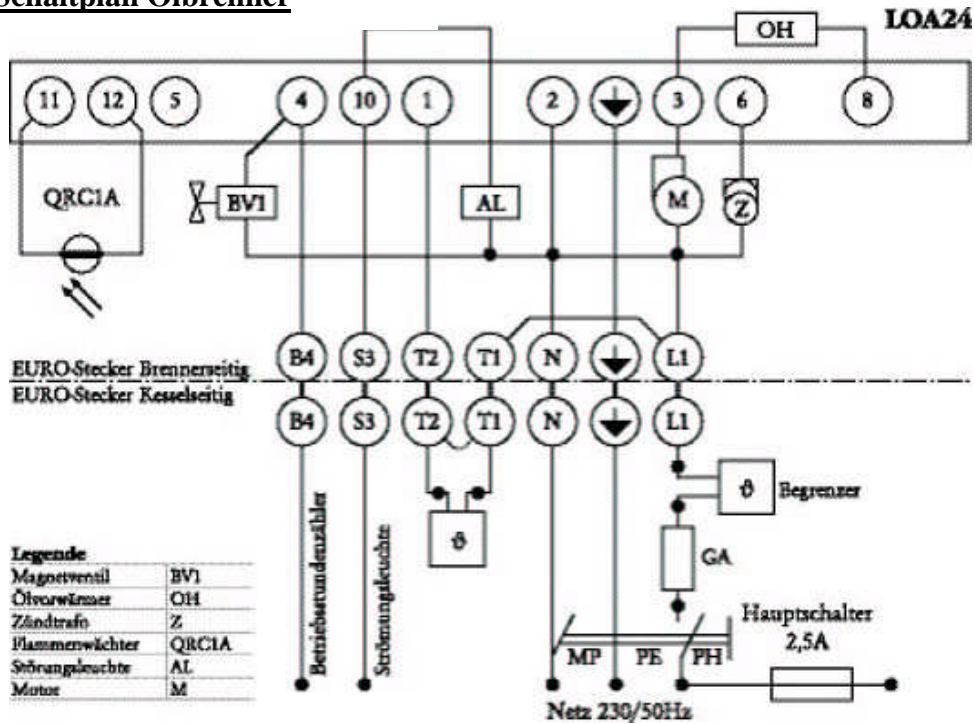 Schaltplan Ölbrenner
LOA24
OH
11 12 5 4 10 1 2 3 6 8
QRC1A
BV1
AL
M
Z
B4 S3 T2 T1 N L1
EURO-Stecker Brennerseitig
EURO-Stecker Kesselseitig
B4 S3 T2 T1 N L1
ϑ
Begrenzer
ϑ
GA
Betriebsstundenzähler
Strömungsleuchte
Hauptschalter
2,5A
MP PE PH
Netz 230/50Hz
Legende
Magnetventil BV1
Ölvorwärmer OH
Zündtrafo Z
Flammenwächter QRC1A
Störungsleuchte AL
Motor M